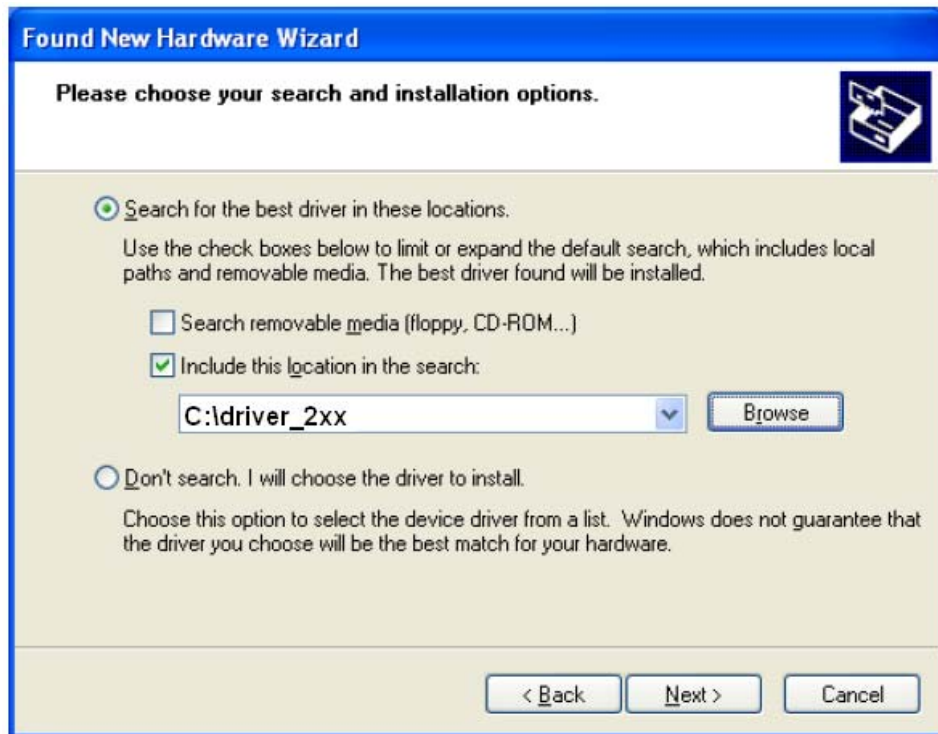 Found New Hardware Wizard
Please choose your search and installation options.
Search for the best driver in these locations.
Use the check boxes below to limit or expand the default search, which includes local
paths and removable media. The best driver found will be installed.
Search removable media (floppy, CD-ROM...)
Include this location in the search:
C:\driver_2xx
Browse
Don't search. I will choose the driver to install.
Choose this option to select the device driver from a list. Windows does not guarantee that
the driver you choose will be the best match for your hardware.
< Back Next > Cancel